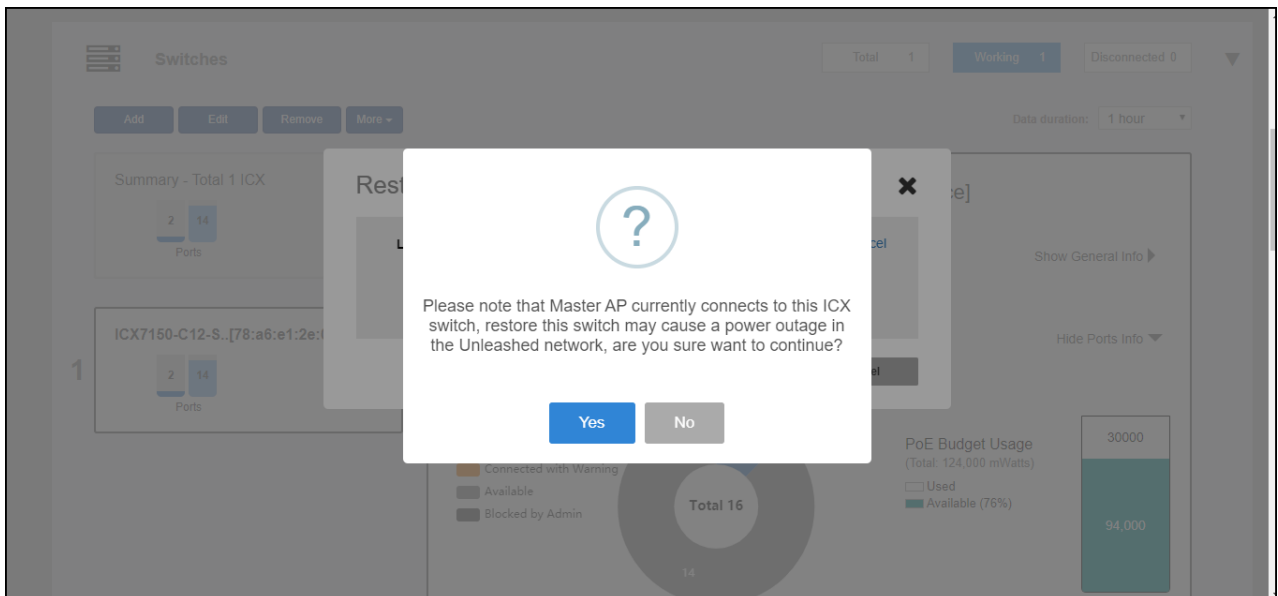 Switches
Total 1
Working 1
Disconnected 0
Add
Edit
Remove
More
Data duration: 1 hour
Summary - Total 1 ICX
2 14
Ports
Rest
ce]
L
cel
Show General Info
?
Please note that Master AP currently connects to this ICX
switch, restore this switch may cause a power outage in
the Unleashed network, are you sure want to continue?
ICX7150-C12-S..[78:a6:e1:2e:
Hide Ports Info
1
2 14
Ports
el
Yes
No
Connected with Warning
Available
Blocked by Admin
Total 16
14
PoE Budget Usage
(Total: 124,000 mWatts)
Used
Available (76%)
30000
94,000